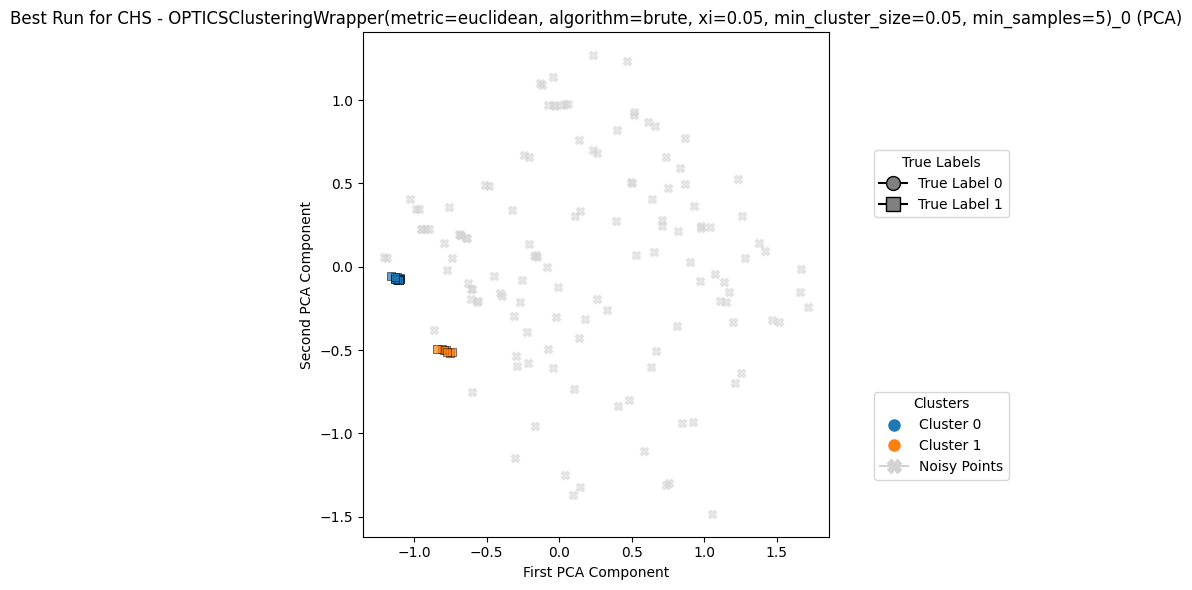 Best Run for CHS - OPTICSClusteringWrapper(metric=euclidean, algorithm=brute, xi=0.05, min_cluster_size=0.05, min_samples=5)_0 (PCA)
Second PCA Component
1.0
0.5
0.0
−0.5
−1.0
−1.5
−1.0
−0.5
0.0
0.5
1.0
1.5
First PCA Component
True Labels
True Label 0
True Label 1
Clusters
Cluster 0
Cluster 1
Noisy Points